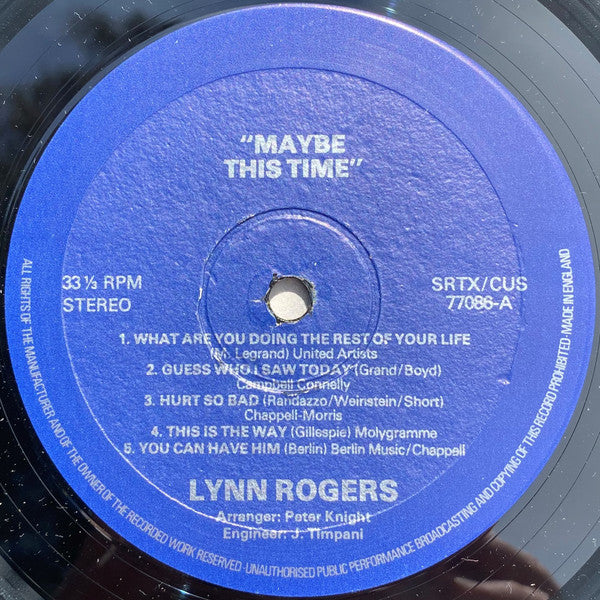 "MAYBE
THIS TIME"
33 ⅓ RPM
STEREO
SRTX/CUS
77086-A
1. WHAT ARE YOU DOING THE REST OF YOUR LIFE
(M. Legrand) United Artists
2. GUESS WHO I SAW TODAY (Grand/Boyd)
Campbell Connelly
3. HURT SO BAD (Randazzo/Weinstein/Short)
Chappell-Morris
4. THIS IS THE WAY (Gillespie) Molygramme
5. YOU CAN HAVE HIM (Berlin) Berlin Music/Chappell
LYNN ROGERS
Arranger: Peter Knight
Engineer: J. Timpani
ALL RIGHTS OF THE MANUFACTURER AND OF THE OWNER OF THE RECORDED WORK RESERVED-UNAUTHORISED PUBLIC PERFORMANCE BROADCASTING AND COPYING OF THIS RECORD PROHIBITED-MADE IN ENGLAND